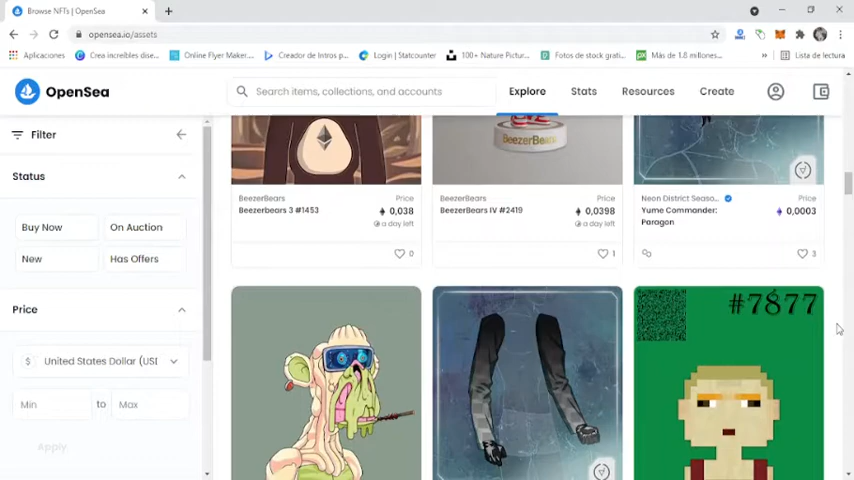 Browse NFTs | OpenSea
opensea.io/assets
Aplicaciones
Crea increíbles dise...
Online Flyer Maker....
Creador de Intros p...
Login | Statcounter
100+ Nature Pictur...
Fotos de stock grat...
Más de 1.8 millones...
»
Lista de lectura
OpenSea
Search items, collections, and accounts
Explore
Stats
Resources
Create
Filter
Status
Buy Now
On Auction
New
Has Offers
Price
$ United States Dollar (USI
Min
to
Max
Apply
BeezerBears
BeezerBears
Price
Beezerbears 3 #1453
0,038
a day left
0
BeezerBears
Price
BeezerBears IV #2419
0,0398
a day left
1
Neon District Seaso...
Price
Yume Commander:
Paragon
0,0003
3
#7877